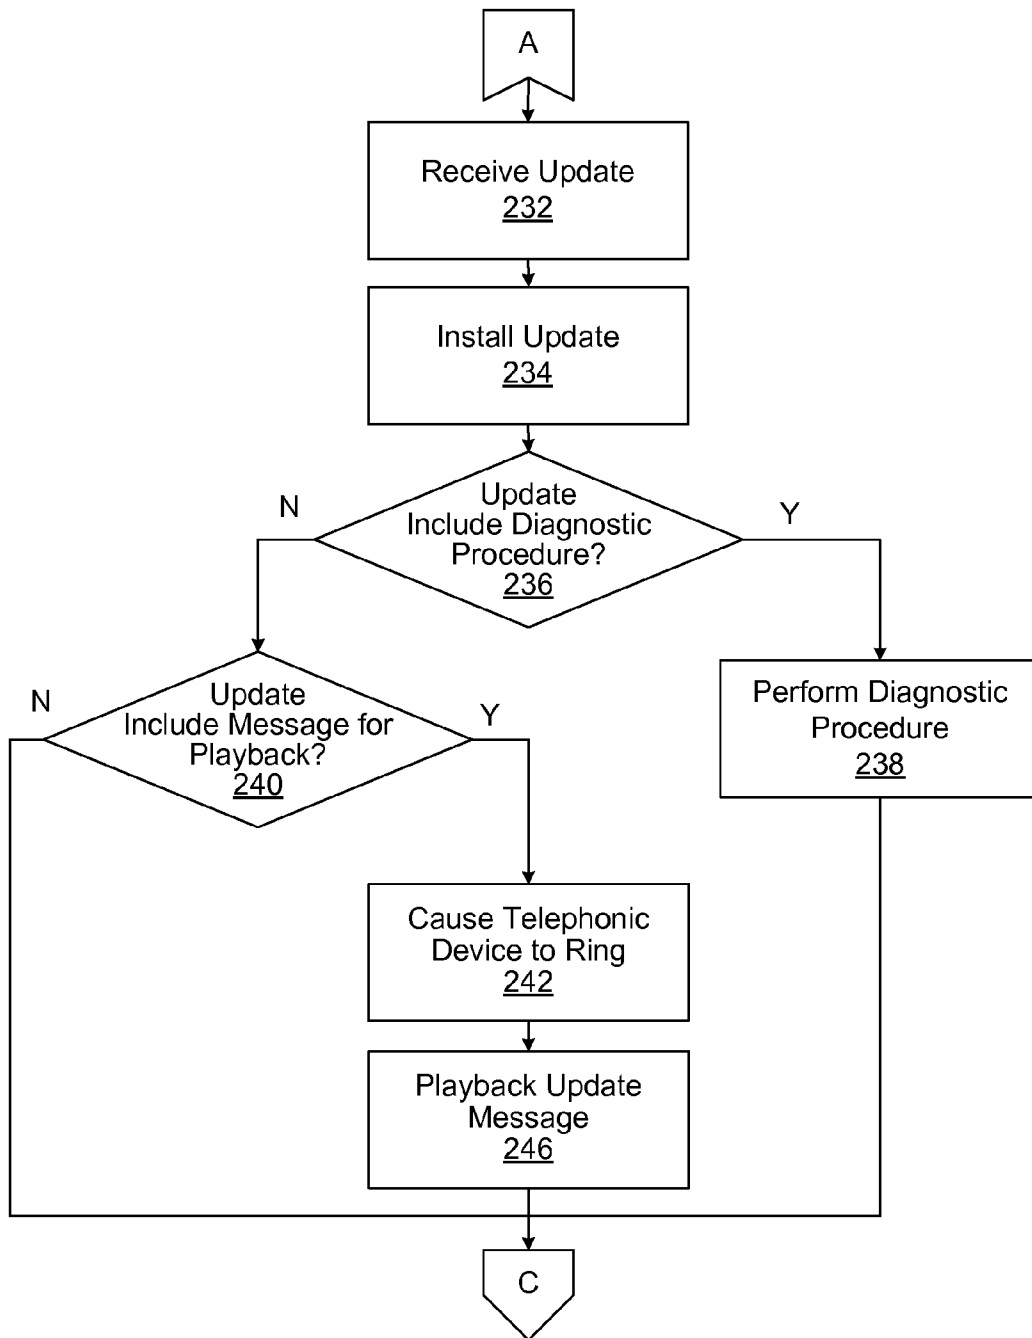 A
Receive Update
232
Install Update
234
Update
Include Diagnostic
Procedure?
236
N
Y
Update
Include Message for
Playback?
240
N
Y
Perform Diagnostic
Procedure
238
Cause Telephonic
Device to Ring
242
Playback Update
Message
246
C